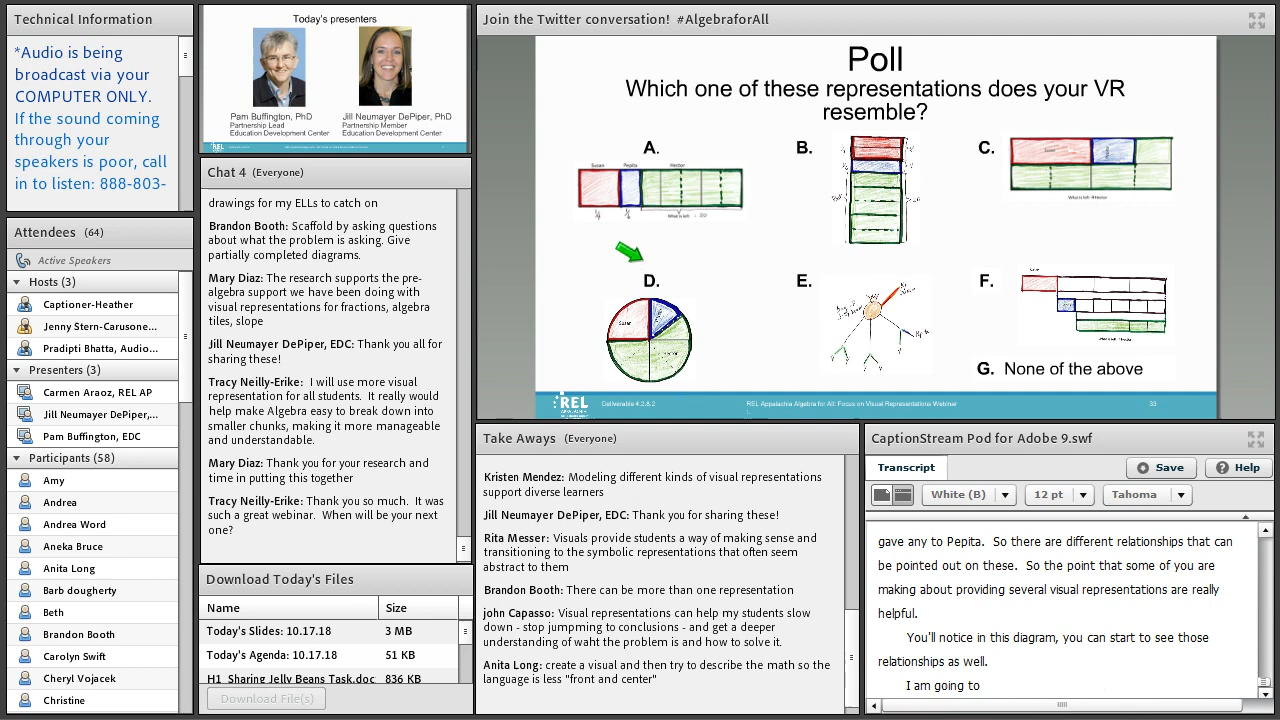 Technical Information
*Audio is being
broadcast via your
COMPUTER ONLY.
If the sound coming
through your
speakers is poor, call
in to listen: 888-803-
Attendees (64)
Active Speakers
Hosts (3)
Captioner-Heather
Jenny Stern-Carusone...
Pradipti Bhatta, Audio...
Presenters (3)
Carmen Araoz, REL AP
Jill Neumayer DePiper,...
Pam Buffington, EDC
Participants (58)
Amy
Andrea
Andrea Word
Aneka Bruce
Anita Long
Barb dougherty
Beth
Brandon Booth
Carolyn Swift
Cheryl Vojacek
Christine
Today's presenters
Pam Buffington, PhD
Partnership Lead
Education Development Center
Jill Neumayer DePiper, PhD
Partnership Member
Education Development Center
REL
Chat 4 (Everyone)
drawings for my ELLs to catch on
Brandon Booth: Scaffold by asking questions
about what the problem is asking. Give
partially completed diagrams.
Mary Diaz: The research supports the pre-
algebra support we have been doing with
visual representations for fractions, algebra
tiles, slope
Jill Neumayer DePiper, EDC: Thank you all for
sharing these!
Tracy Neilly-Erike: I will use more visual
representation for all students. It really would
help make Algebra easy to break down into
smaller chunks, making it more manageable
and understandable.
Mary Diaz: Thank you for your research and
time in putting this together
Tracy Neilly-Erike: Thank you so much. It was
such a great webinar. When will be your next
one?
Download Today's Files
Name Size
Today's Slides: 10.17.18 3 MB
Today's Agenda: 10.17.18 51 KB
H1_Sharing Jelly Beans Task.doc 836 KB
Download File(s)
Join the Twitter conversation! #AlgebraforAll
Poll
Which one of these representations does your VR
resemble?
A.
Susan Pepita Hector
What is left
B.
C.
What is left
D.
Susan
E.
F.
G. None of the above
REL
Deliverable 4.2.8.2
REL Appalachia Algebra for All: Focus on Visual Representations Webinar
33
Take Aways (Everyone)
Kristen Mendez: Modeling different kinds of visual representations
support diverse learners
Jill Neumayer DePiper, EDC: Thank you for sharing these!
Rita Messer: Visuals provide students a way of making sense and
transitioning to the symbolic representations that often seem
abstract to them
Brandon Booth: There can be more than one representation
john Capasso: Visual representations can help my students slow
down - stop jumpming to conclusions - and get a deeper
understanding of waht the problem is and how to solve it.
Anita Long: create a visual and then try to describe the math so the
language is less "front and center"
CaptionStream Pod for Adobe 9.swf
Transcript
Save
Help
White (B)
12 pt
Tahoma
gave any to Pepita. So there are different relationships that can
be pointed out on these. So the point that some of you are
making about providing several visual representations are really
helpful.
You'll notice in this diagram, you can start to see those
relationships as well.
I am going to